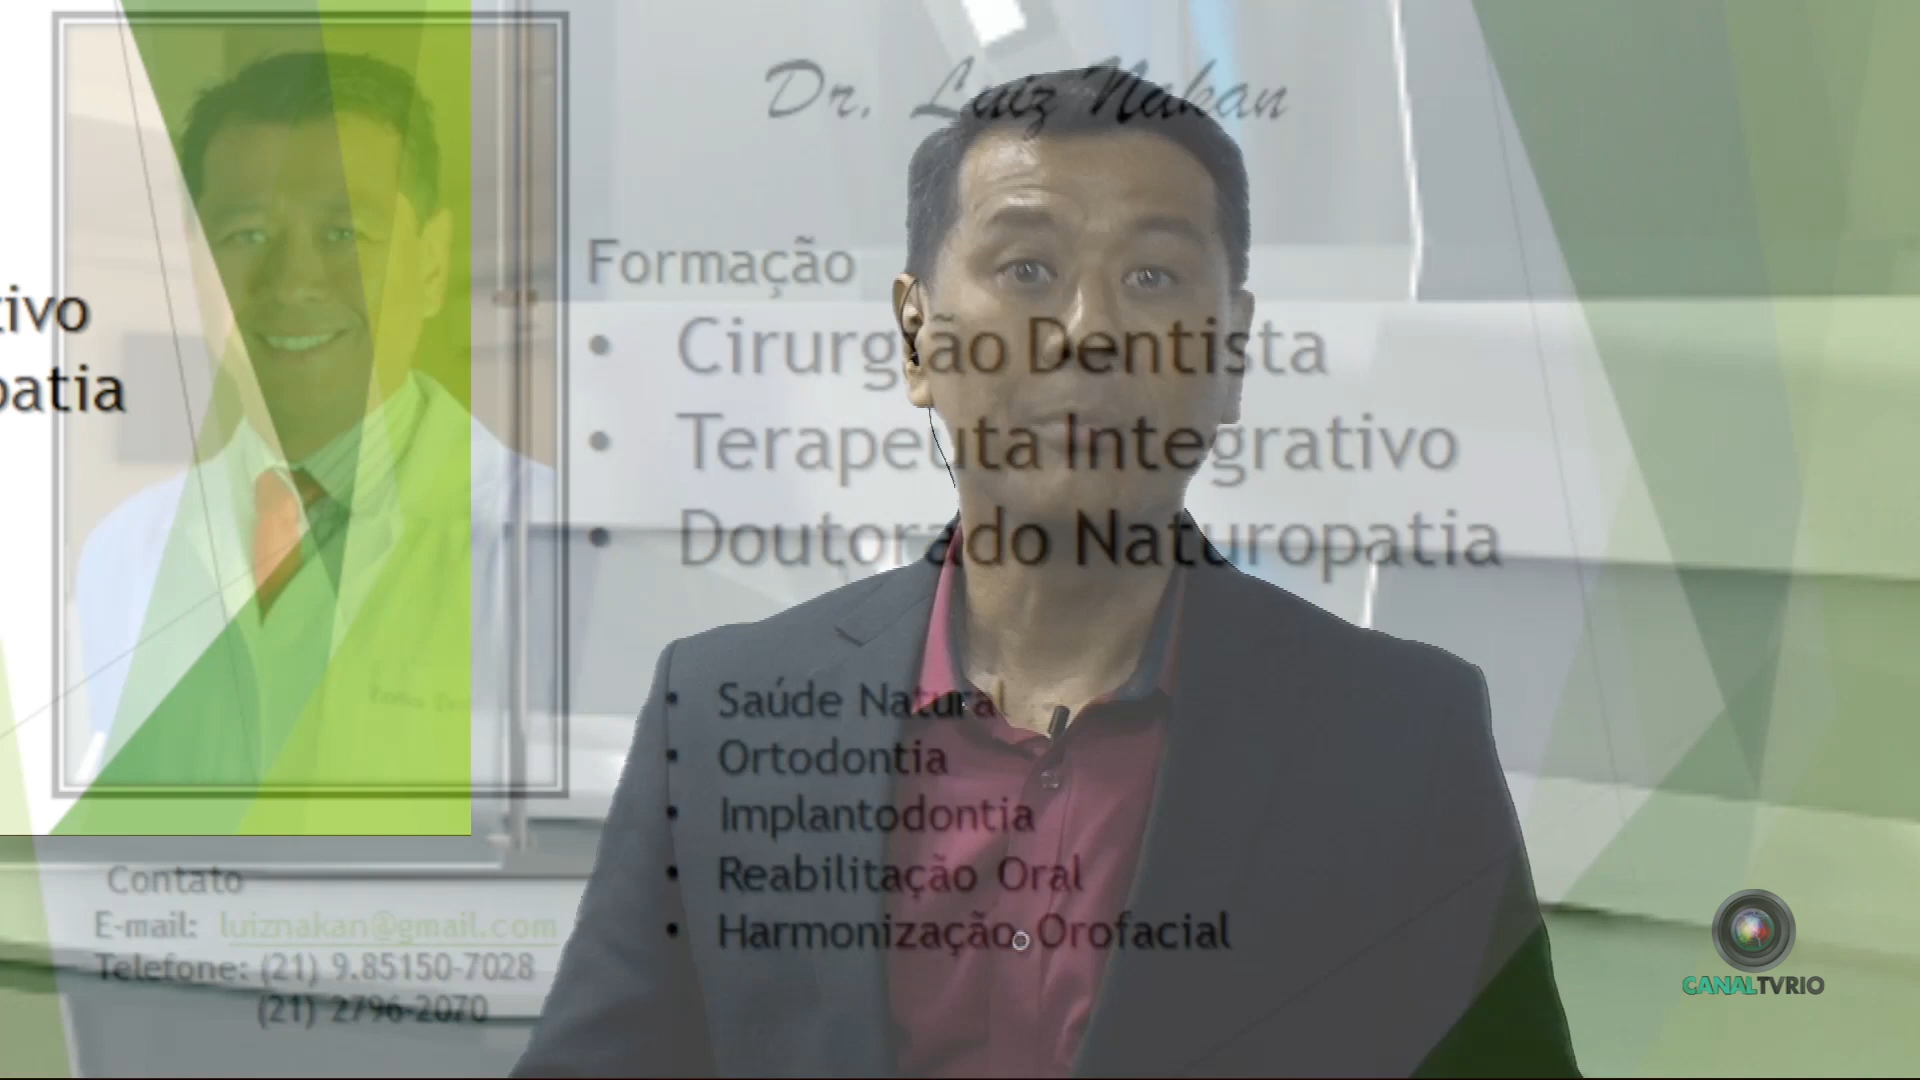 Dr. Luiz Nakan
Formação
• Cirurgião Dentista
• Terapeuta Integrativo
• Doutorado Naturopatia
tivo
patia
• Saúde Natural
• Ortodontia
• Implantodontia
• Reabilitação Oral
• Harmonização Orofacial
Contato
E-mail: luiznakan@gmail.com
Telefone: (21) 9.85150-7028
(21) 2796-2070
CANALTVRIO